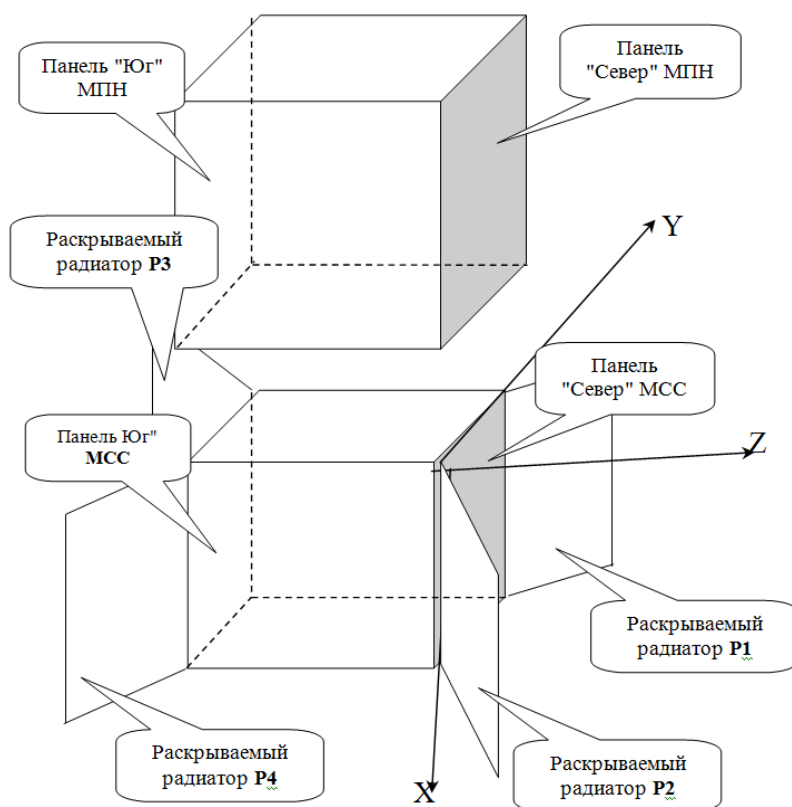 Панель "Юг"
МПН
Панель
"Север" МПН
Раскрываемый
радиатор Р3
Y
Панель
"Север" МСС
Панель Юг"
МСС
Z
Раскрываемый
радиатор Р1
Раскрываемый
радиатор Р4
X
Раскрываемый
радиатор Р2